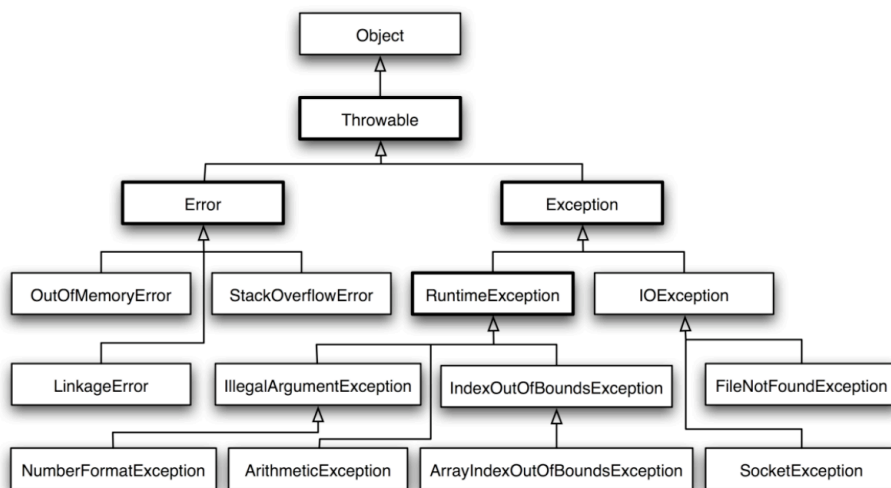 Object
Throwable
Error
Exception
OutOfMemoryError
StackOverflowError
RuntimeException
IOException
LinkageError
IllegalArgumentException
IndexOutOfBoundsException
FileNotFoundException
NumberFormatException
ArithmeticException
ArrayIndexOutOfBoundsException
SocketException